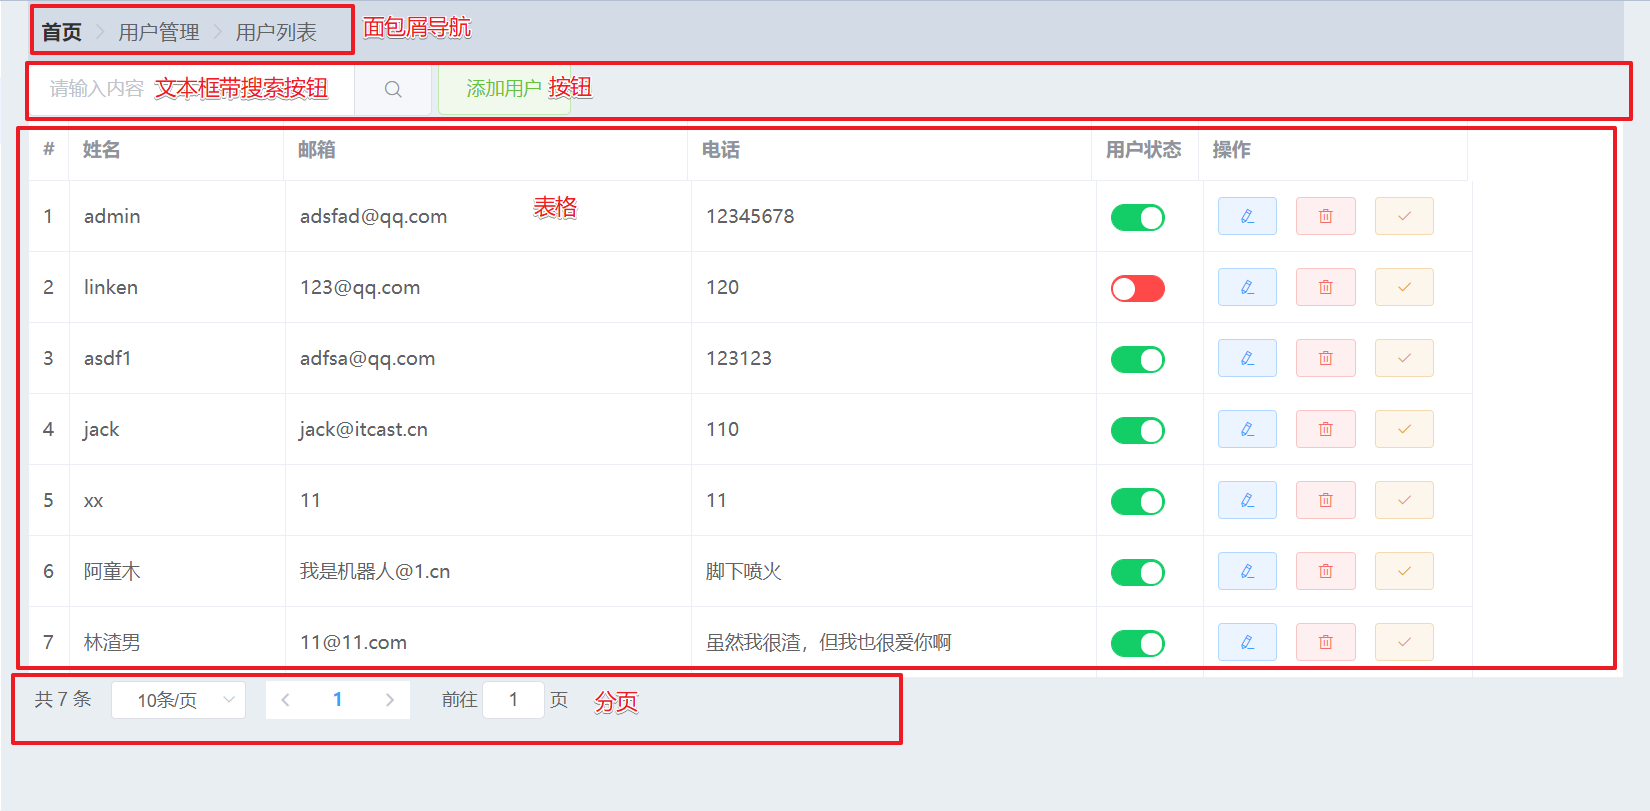 首页 用户管理 用户列表 面包屑导航
请输入内容 文本框带搜索按钮 添加用户 按钮
# 姓名 邮箱 电话 用户状态 操作
表格
1 admin adsfad@qq.com 12345678
2 linken 123@qq.com 120
3 asdf1 adfsa@qq.com 123123
4 jack jack@itcast.cn 110
5 xx 11 11
6 阿童木 我是机器人@1.cn 脚下喷火
7 林渣男 11@11.com 虽然我很渣，但我也很爱你啊
共 7 条 10条/页 1 前往 1 页 分页